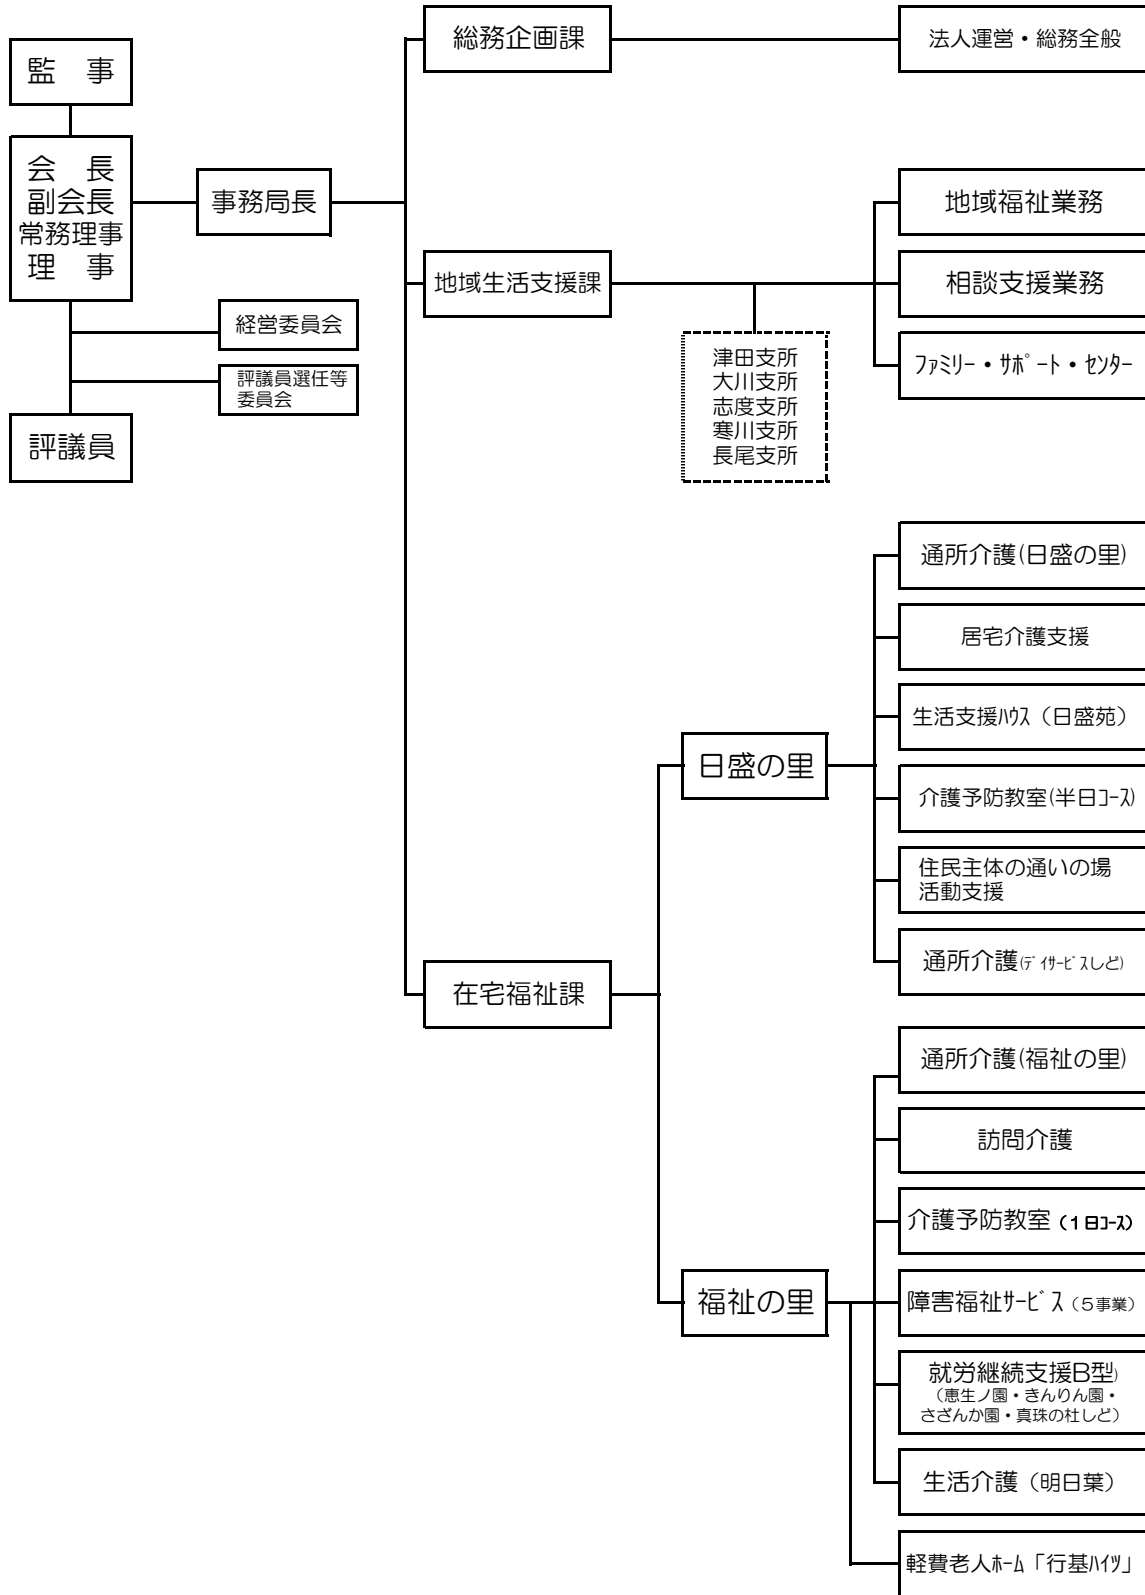 監　事
会　長
副会長
常務理事
理　事
経営委員会
評議員選任等
委員会
評議員
事務局長
総務企画課
法人運営・総務全般
地域生活支援課
津田支所
大川支所
志度支所
寒川支所
長尾支所
地域福祉業務
相談支援業務
ファミリー・サポート・センター
在宅福祉課
日盛の里
通所介護(日盛の里)
居宅介護支援
生活支援ハウス（日盛苑）
介護予防教室(半日コース)
住民主体の通いの場
活動支援
通所介護(デイサービスしど)
福祉の里
通所介護(福祉の里)
訪問介護
介護予防教室（１日コース）
障害福祉サービス（５事業）
就労継続支援B型)
（恵生ノ園・きんりん園・
さざんか園・真珠の杜しど）
生活介護（明日葉）
軽費老人ホーム「行基ハイツ」